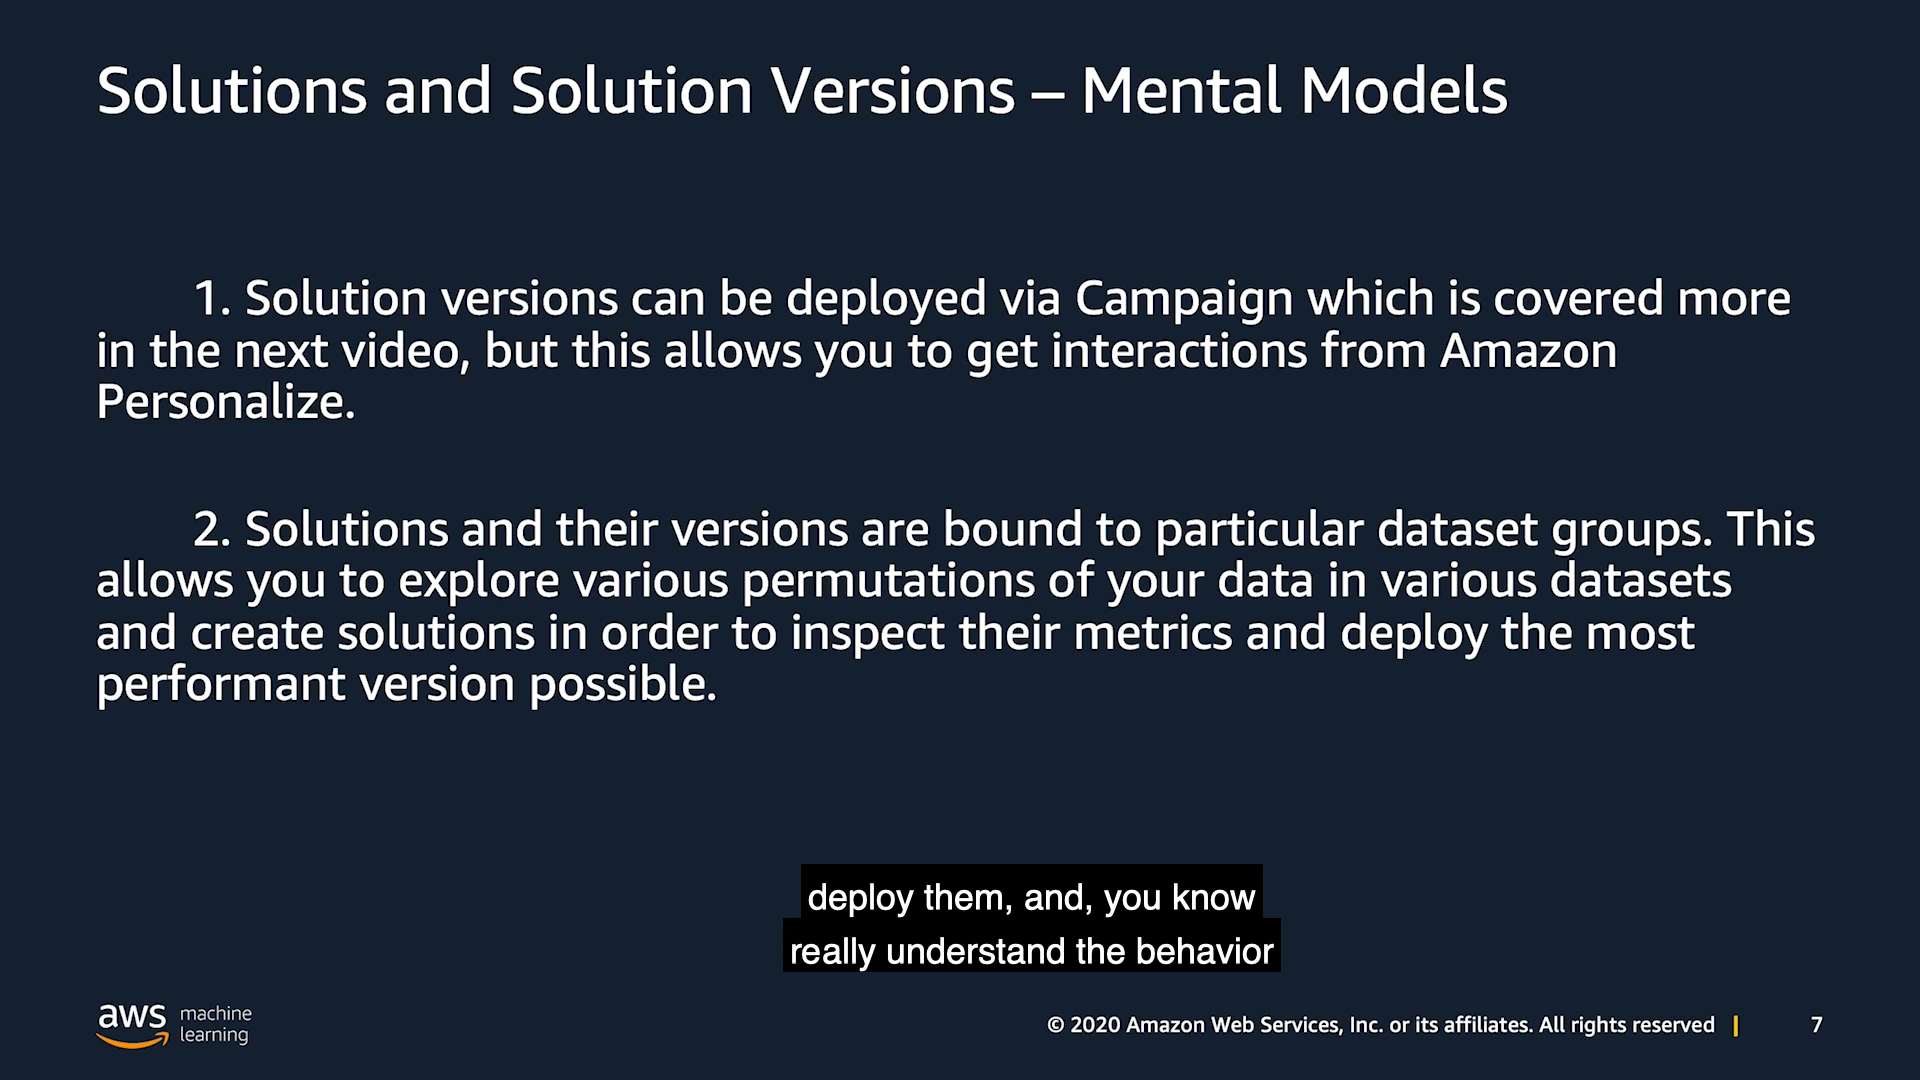 Solutions and Solution Versions – Mental Models
1. Solution versions can be deployed via Campaign which is covered more
in the next video, but this allows you to get interactions from Amazon
Personalize.
2. Solutions and their versions are bound to particular dataset groups. This
allows you to explore various permutations of your data in various datasets
and create solutions in order to inspect their metrics and deploy the most
performant version possible.
deploy them, and, you know
really understand the behavior
aws machine
learning
© 2020 Amazon Web Services, Inc. or its affiliates. All rights reserved | 7